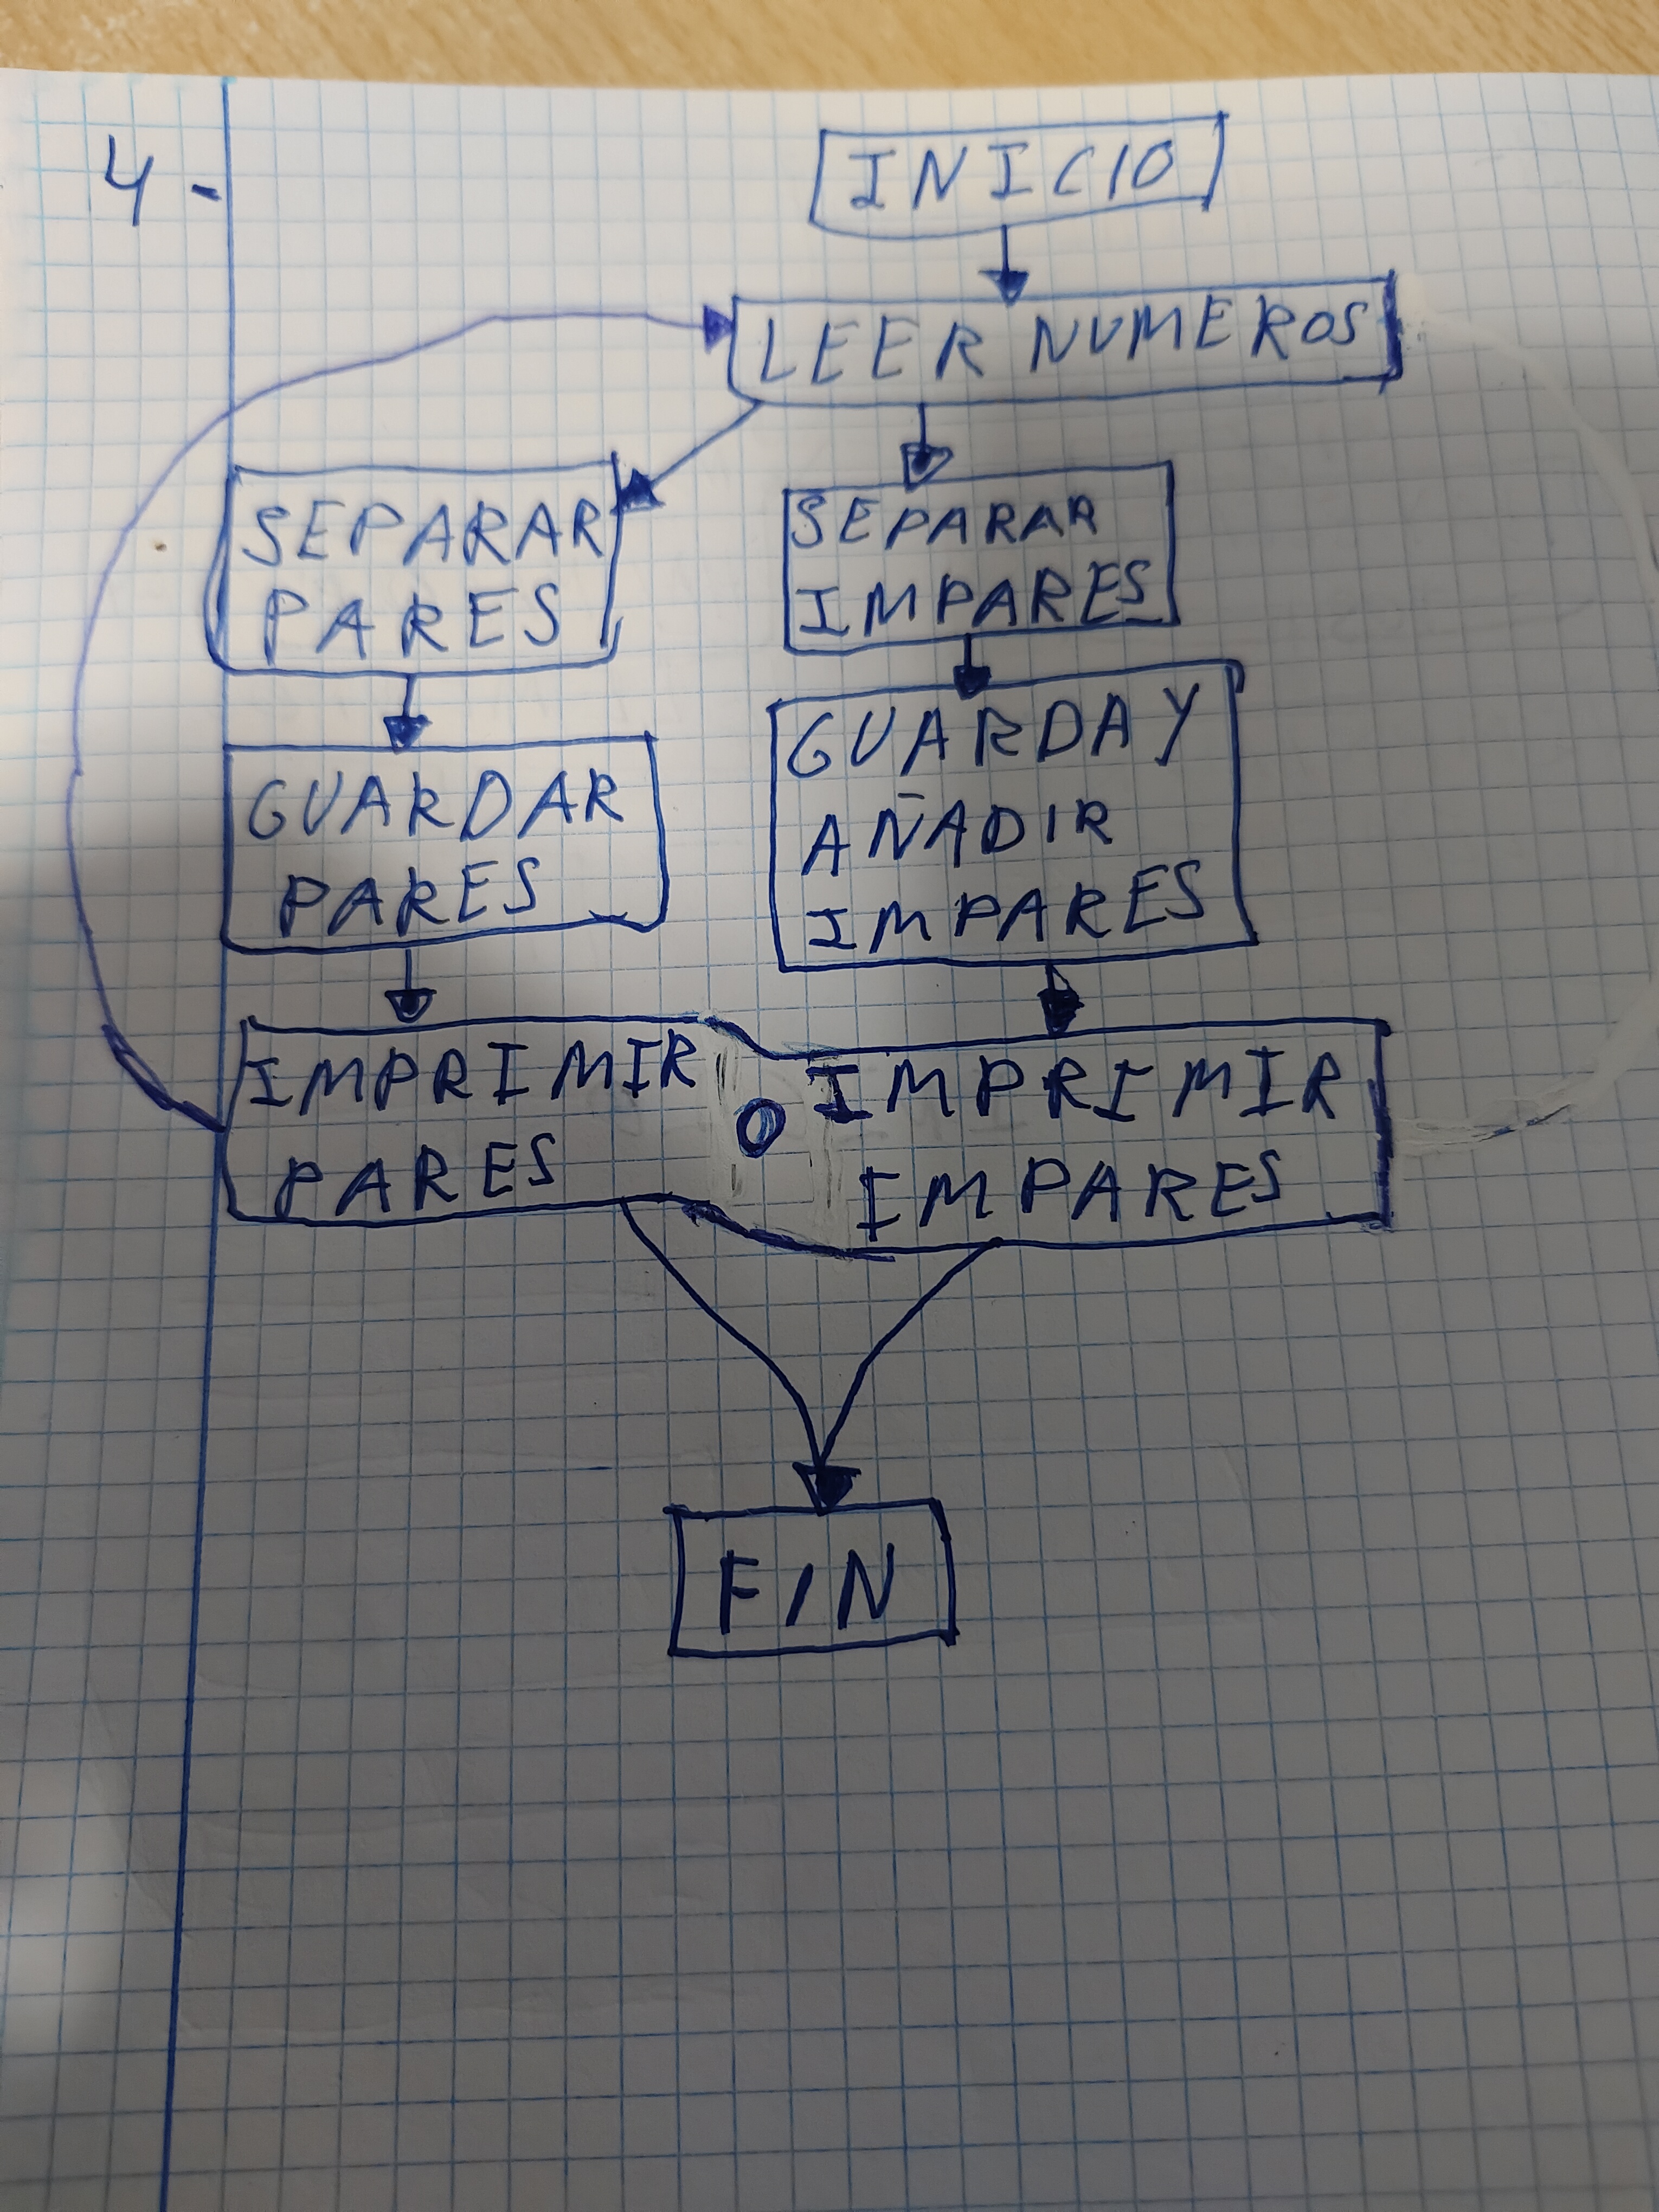 4-
INICIO
LEER NUMEROS
SEPARAR
PARES
SEPARAR
IMPARES
GUARDAR
PARES
GUARDA Y
AÑADIR
IMPARES
IMPRIMIR
PARES
O
IMPRIMIR
IMPARES
FIN